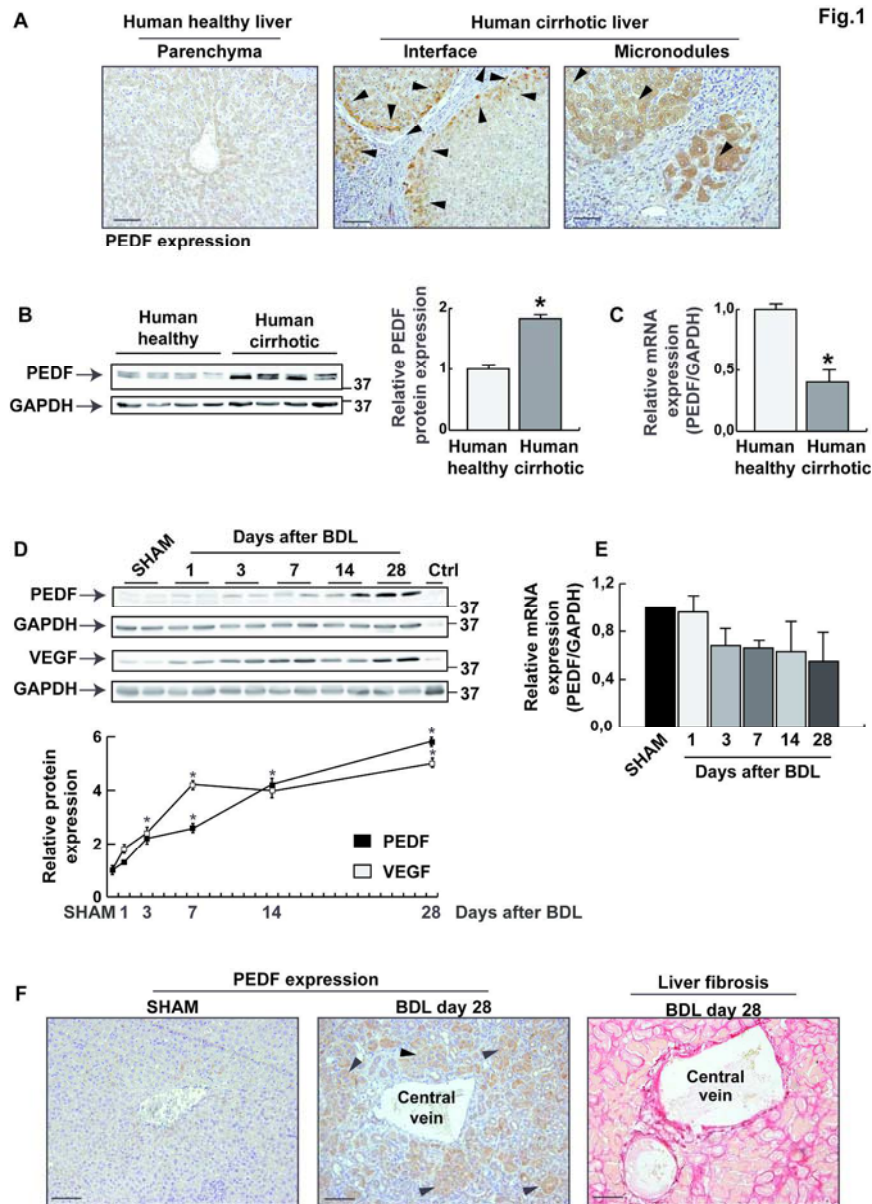 Fig.1
A
Human healthy liver
Human cirrhotic liver
Parenchyma
Interface
Micronodules
PEDF expression
B
Human healthy
Human cirrhotic
PEDF
37
GAPDH
37
Relative PEDF protein expression
2
1
0
*
Human healthy
Human cirrhotic
C
Relative mRNA expression (PEDF/GAPDH)
1,0
0,5
0,0
*
Human healthy
Human cirrhotic
D
Days after BDL
SHAM
1
3
7
14
28
Ctrl
PEDF
37
GAPDH
37
VEGF
37
GAPDH
37
Relative protein expression
6
4
2
0
*
*
*
*
*
*
PEDF
VEGF
SHAM 1 3 7 14 28 Days after BDL
E
Relative mRNA expression (PEDF/GAPDH)
1,2
0,8
0,4
0,0
SHAM
1
3
7
14
28
Days after BDL
F
PEDF expression
Liver fibrosis
SHAM
BDL day 28
BDL day 28
Central vein
Central vein